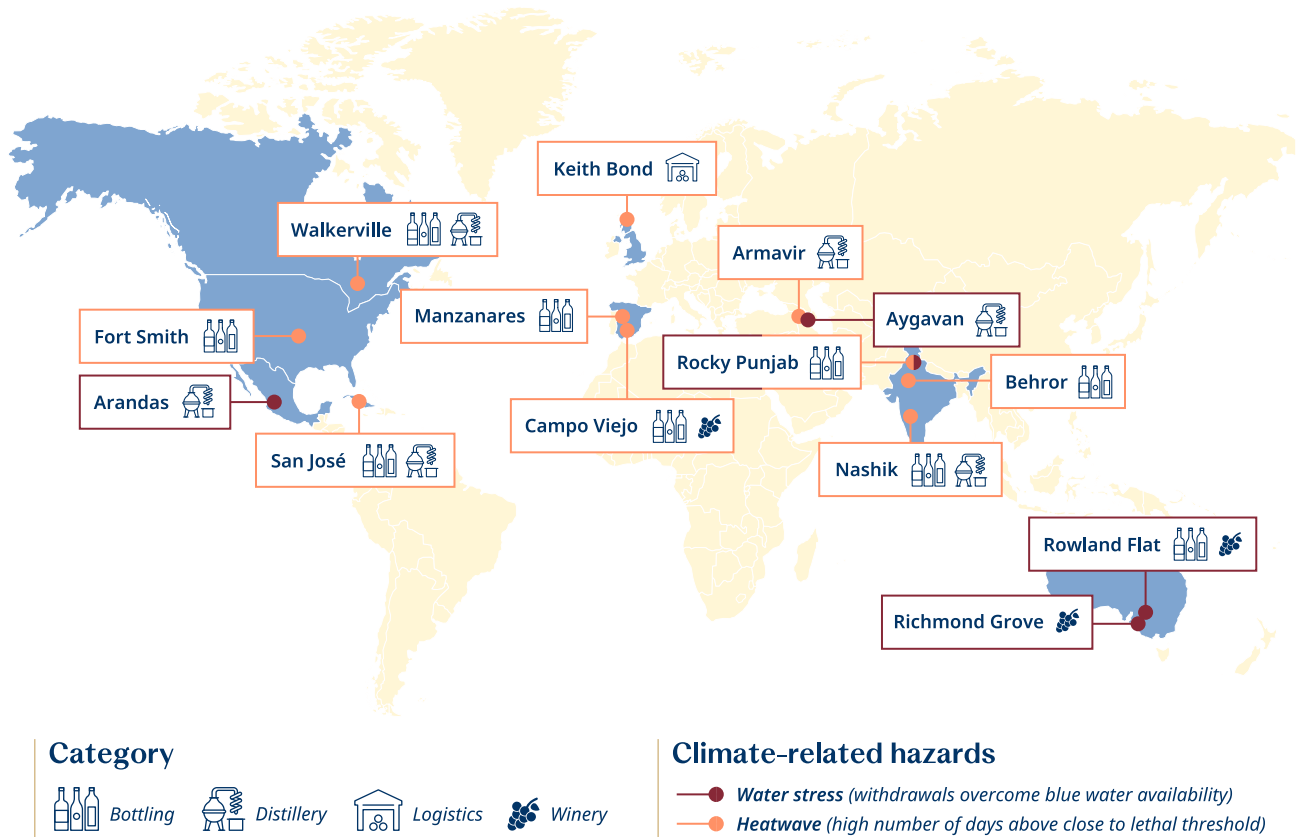 Keith Bond
Walkerville
Armavir
Manzanares
Aygavan
Fort Smith
Rocky Punjab
Behror
Arandas
Campo Viejo
San José
Nashik
Rowland Flat
Richmond Grove
Category
Bottling
Distillery
Logistics
Winery
Climate-related hazards
Water stress (withdrawals overcome blue water availability)
Heatwave (high number of days above close to lethal threshold)